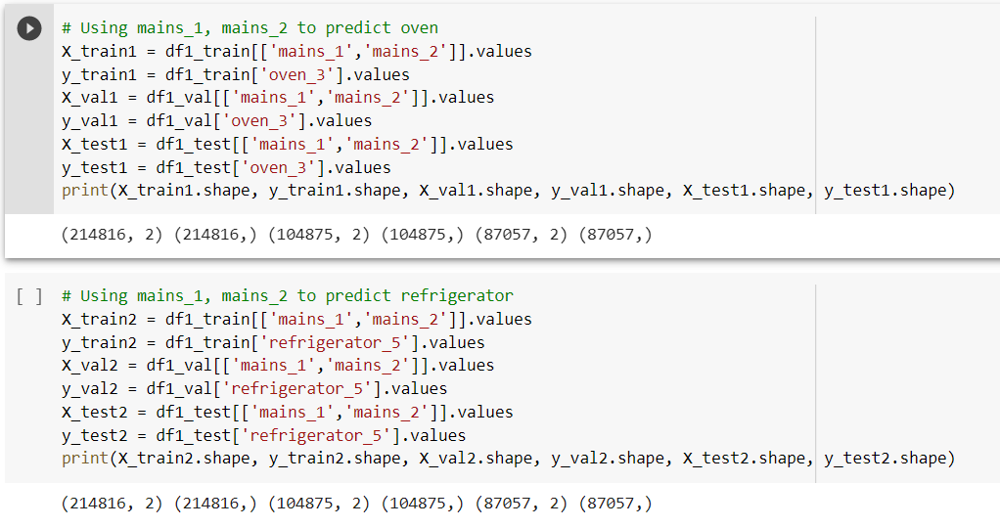 # Using mains_1, mains_2 to predict oven
X_train1 = df1_train[['mains_1','mains_2']].values
y_train1 = df1_train['oven_3'].values
X_val1 = df1_val[['mains_1','mains_2']].values
y_val1 = df1_val['oven_3'].values
X_test1 = df1_test[['mains_1','mains_2']].values
y_test1 = df1_test['oven_3'].values
print(X_train1.shape, y_train1.shape, X_val1.shape, y_val1.shape, X_test1.shape, y_test1.shape)
(214816, 2) (214816,) (104875, 2) (104875,) (87057, 2) (87057,)
[ ] # Using mains_1, mains_2 to predict refrigerator
X_train2 = df1_train[['mains_1','mains_2']].values
y_train2 = df1_train['refrigerator_5'].values
X_val2 = df1_val[['mains_1','mains_2']].values
y_val2 = df1_val['refrigerator_5'].values
X_test2 = df1_test[['mains_1','mains_2']].values
y_test2 = df1_test['refrigerator_5'].values
print(X_train2.shape, y_train2.shape, X_val2.shape, y_val2.shape, X_test2.shape, y_test2.shape)
(214816, 2) (214816,) (104875, 2) (104875,) (87057, 2) (87057,)